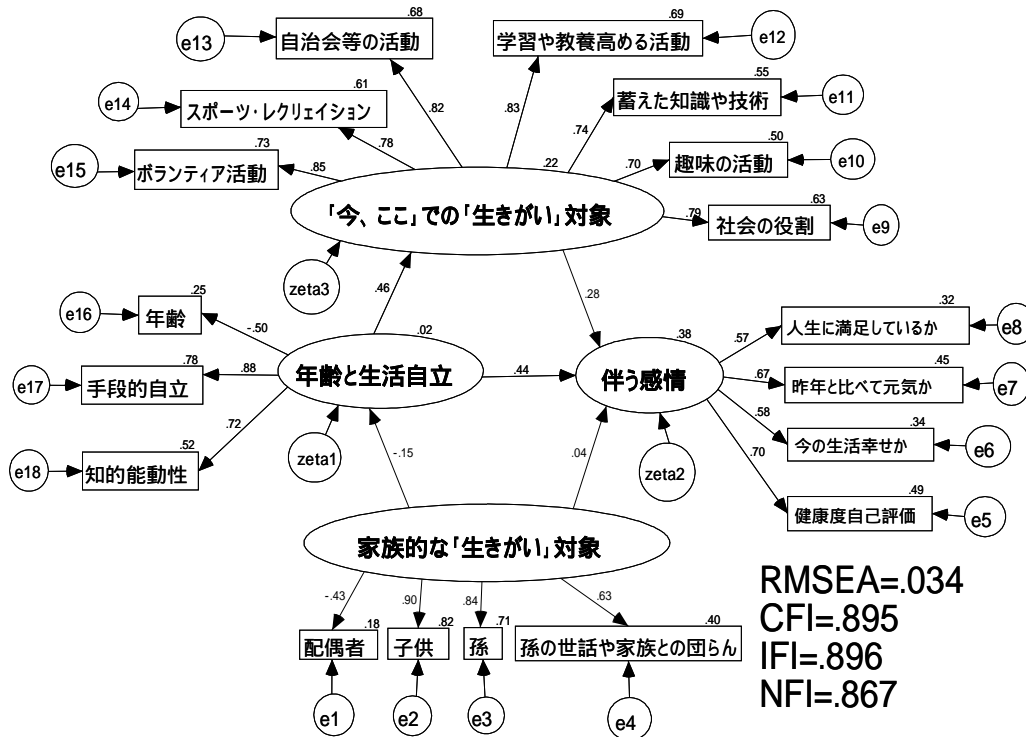 .68
.69
e13
自治会等の活動
学習や教養高める活動
e12
.61
.55
e14
スポーツ・レクリェイション
.82
.83
蓄えた知識や技術
e11
.73
.78
.74
.50
e15
ボランティア活動
.85
.22
.70
趣味の活動
e10
「今、ここ」での「生きがい」対象
.79
.63
社会の役割
e9
zeta3
.46
.28
e16
.25
年齢
-.50
.02
.38
.32
人生に満足しているか
e8
.57
.78
手段的自立
e17
.88
年齢と生活自立
.44
伴う感情
.67
.45
昨年と比べて元気か
e7
.72
.58
.34
今の生活幸せか
e6
.52
知的能動性
e18
zeta1
-.15
.04
zeta2
.70
.49
健康度自己評価
e5
家族的な「生きがい」対象
RMSEA=.034
CFI=.895
IFI=.896
NFI=.867
-.43
.90
.84
.63
.18
.82
.71
.40
配偶者
子供
孫
孫の世話や家族との団らん
e1
e2
e3
e4